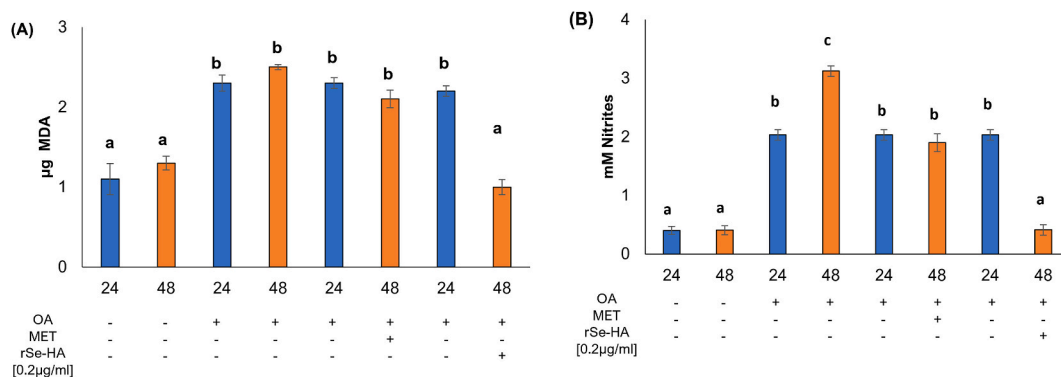 (A)
µg MDA
3
2
1
0
a
a
b
b
b
b
b
a
24 48 24 48 24 48 24 48
OA - - + + + + + +
MET - - - - - + - -
rSe-HA - - - - - - - +
[0.2µg/ml]
(B)
mM Nitrites
4
3
2
1
0
a
a
b
c
b
b
b
a
24 48 24 48 24 48 24 48
OA - - + + + + + +
MET - - - - - + - -
rSe-HA - - - - - - - +
[0.2µg/ml]